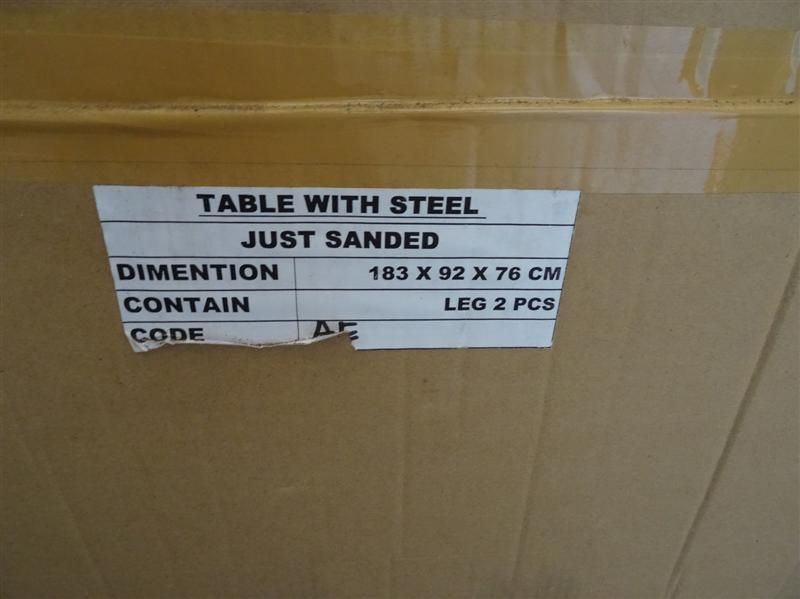 TABLE WITH STEEL
JUST SANDED
DIMENTION 183 X 92 X 76 CM
CONTAIN LEG 2 PCS
CODE